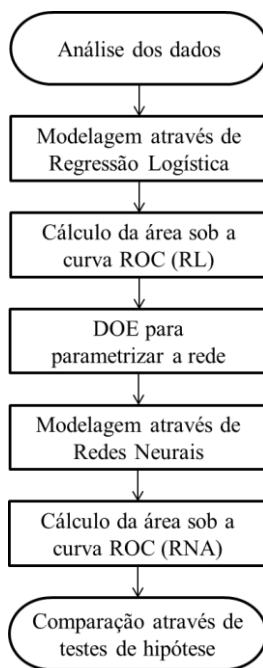 Análise dos dados
Modelagem através de
Regressão Logística
Cálculo da área sob a
curva ROC (RL)
DOE para
parametrizar a rede
Modelagem através de
Redes Neurais
Cálculo da área sob a
curva ROC (RNA)
Comparação através de
testes de hipótese